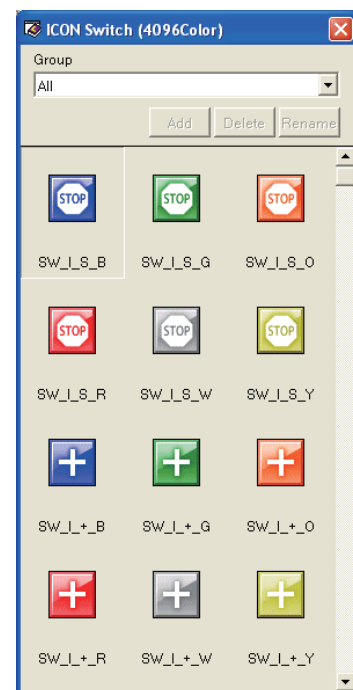 ICON Switch (4096Color)
Group
All
Add Delete Rename
STOP STOP STOP
SW_I_S_B SW_I_S_G SW_I_S_O
STOP STOP STOP
SW_I_S_R SW_I_S_W SW_I_S_Y
SW_I_+_B SW_I_+_G SW_I_+_O
SW_I_+_R SW_I_+_W SW_I_+_Y